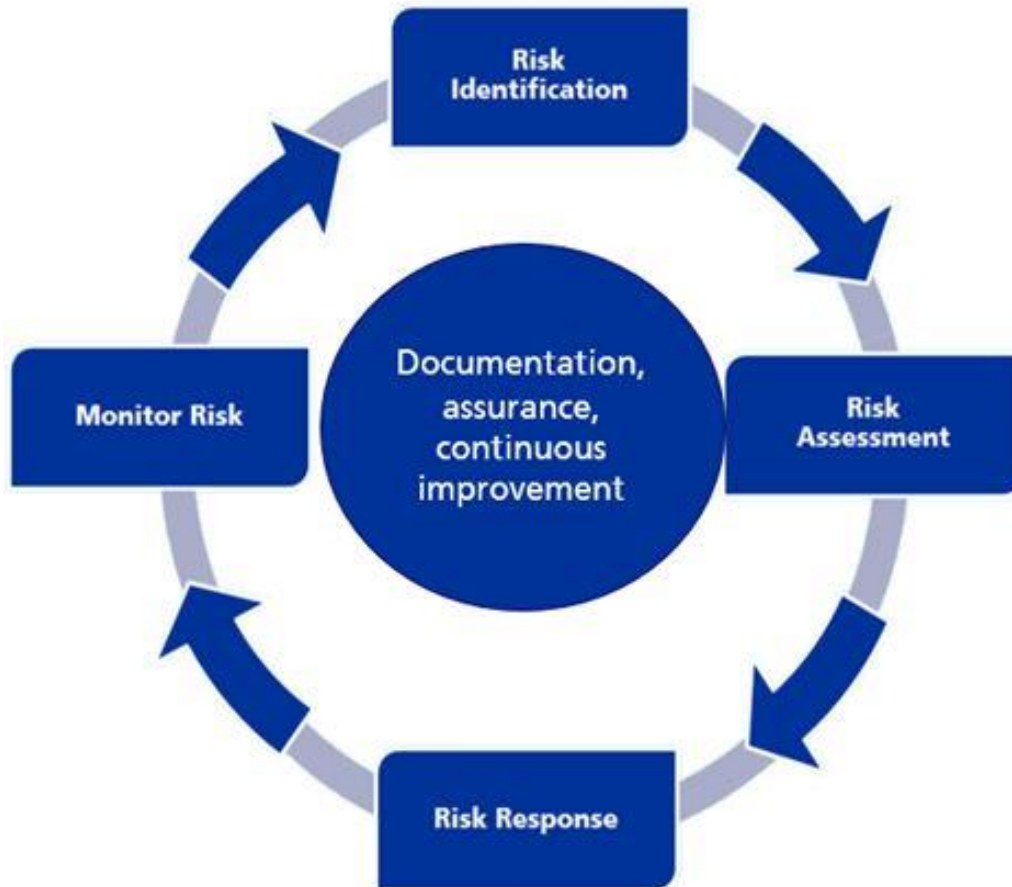 Risk
Identification
Documentation,
assurance,
continuous
improvement
Risk
Assessment
Monitor Risk
Risk Response